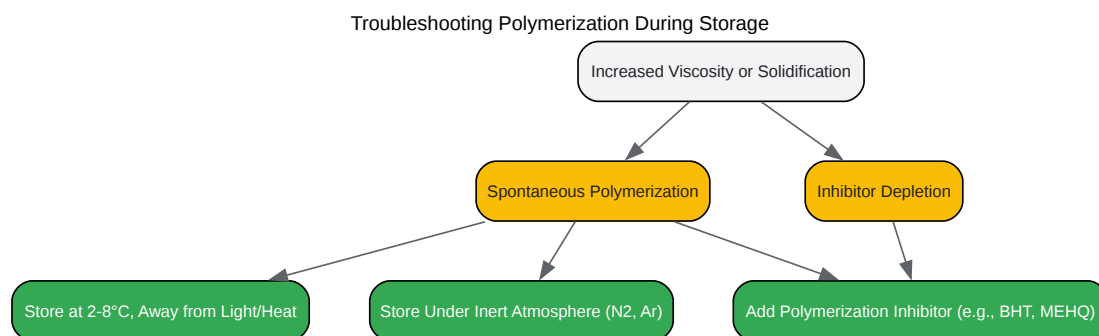 Troubleshooting Polymerization During Storage
Increased Viscosity or Solidification
Spontaneous Polymerization
Inhibitor Depletion
Store at 2-8°C, Away from Light/Heat
Store Under Inert Atmosphere (N2, Ar)
Add Polymerization Inhibitor (e.g., BHT, MEHQ)